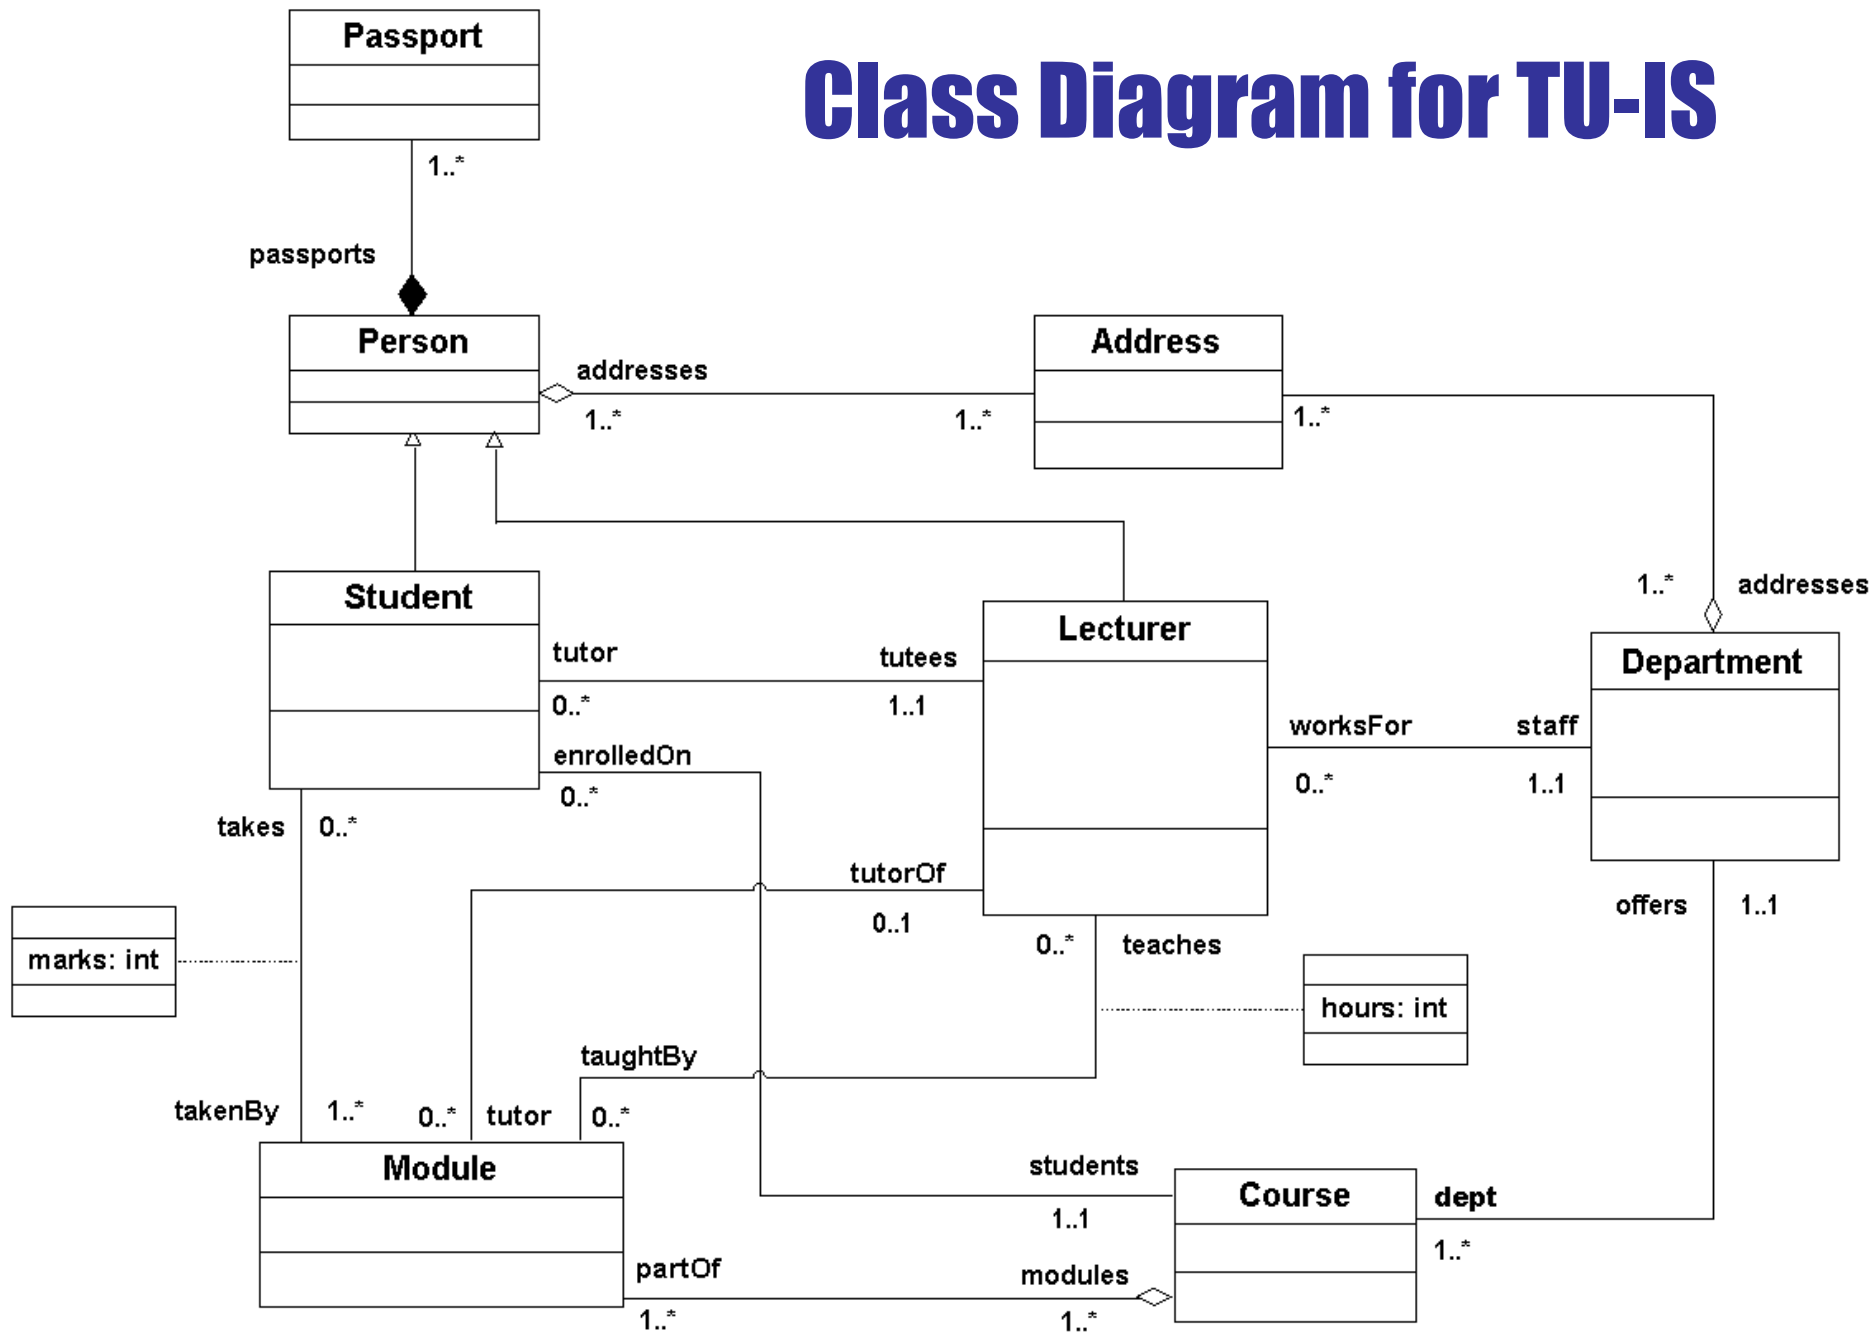 Passport
Class Diagram for TU-IS
1..*
passports
Person
Address
addresses
1..*
1..*
1..*
1..*
addresses
Student
Lecturer
Department
tutor
tutees
0..*
1..1
worksFor
staff
0..*
1..1
enrolledOn
0..*
takes
0..*
tutorOf
0..1
offers
1..1
marks: int
0..*
teaches
hours: int
taughtBy
takenBy
1..*
0..*
tutor
0..*
Module
students
1..1
Course
dept
1..*
partOf
1..*
modules
1..*